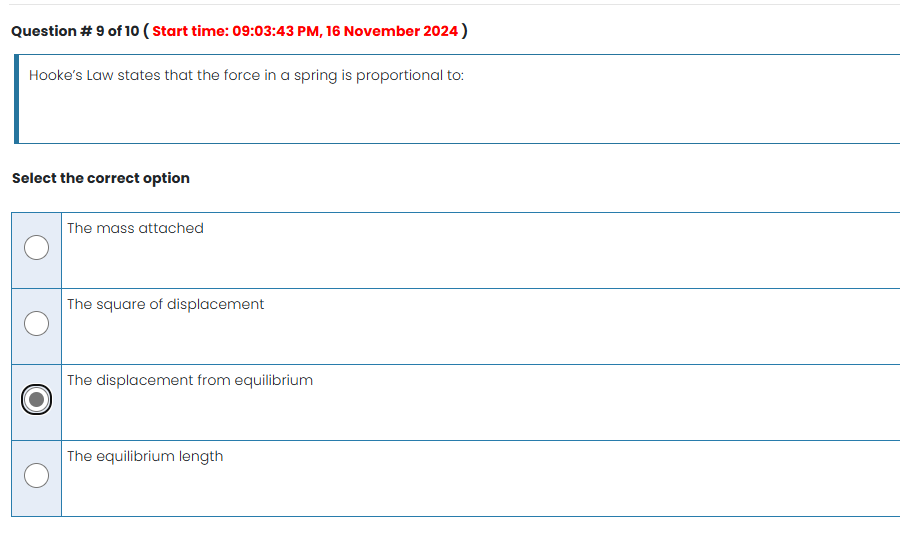 Question # 9 of 10 ( Start time: 09:03:43 PM, 16 November 2024 )
Hooke's Law states that the force in a spring is proportional to:
Select the correct option
The mass attached
The square of displacement
The displacement from equilibrium
The equilibrium length